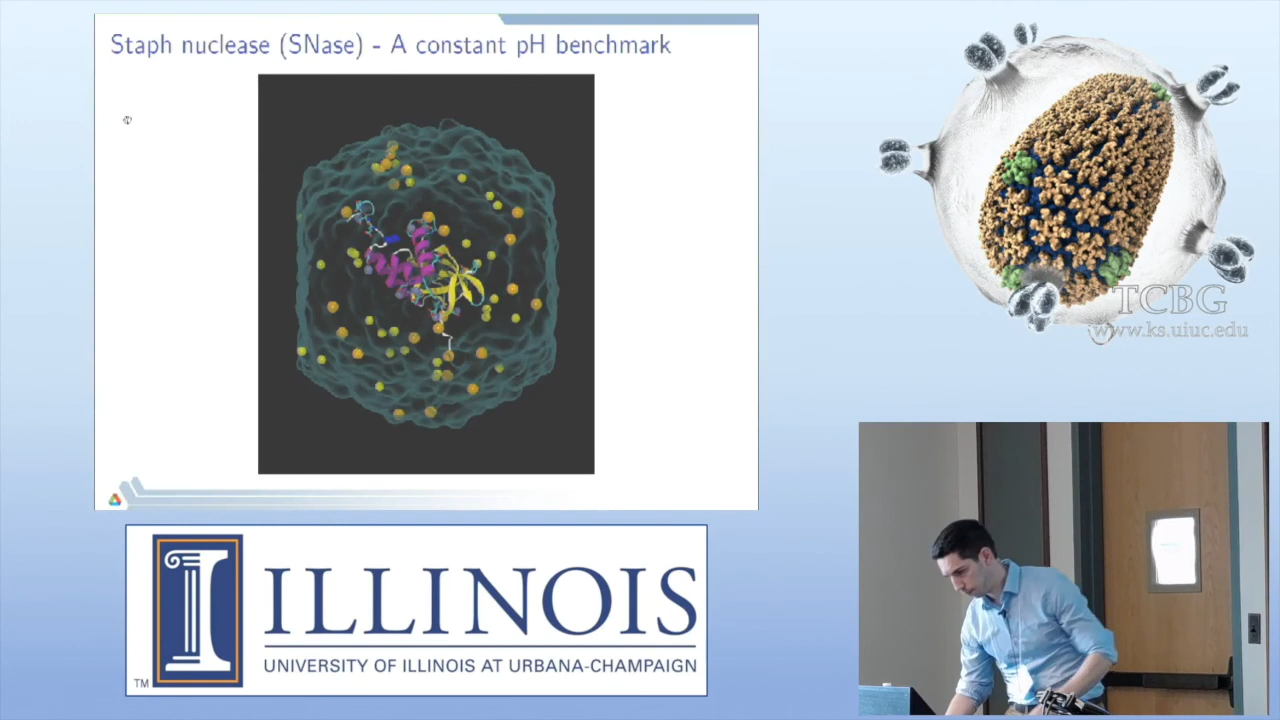 Staph nuclease (SNase) - A constant pH benchmark
TCBG
www.ks.uiuc.edu
ILLINOIS
UNIVERSITY OF ILLINOIS AT URBANA-CHAMPAIGN
TM